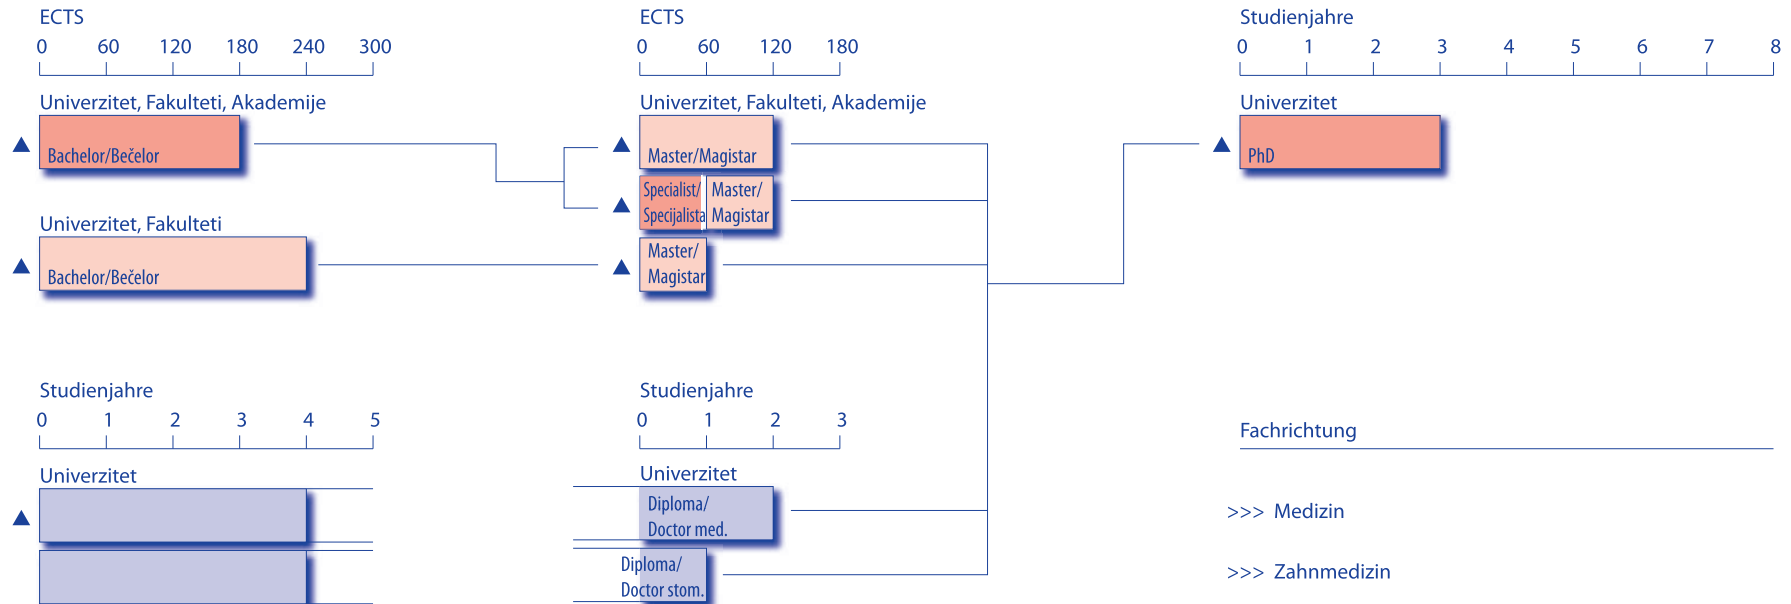 ECTS
0 60 120 180 240 300
Univerzitet, Fakulteti, Akademije
Bachelor/Bečelor
Univerzitet, Fakulteti
Bachelor/Bečelor
ECTS
0 60 120 180
Univerzitet, Fakulteti, Akademije
Master/Magistar
Specialist/
Specijalista
Master/
Magistar
Master/
Magistar
Studienjahre
0 1 2 3 4 5 6 7 8
Univerzitet
PhD
Studienjahre
0 1 2 3 4 5
Univerzitet
Studienjahre
0 1 2 3
Univerzitet
Diploma/
Doctor med.
Diploma/
Doctor stom.
Fachrichtung
>>> Medizin
>>> Zahnmedizin